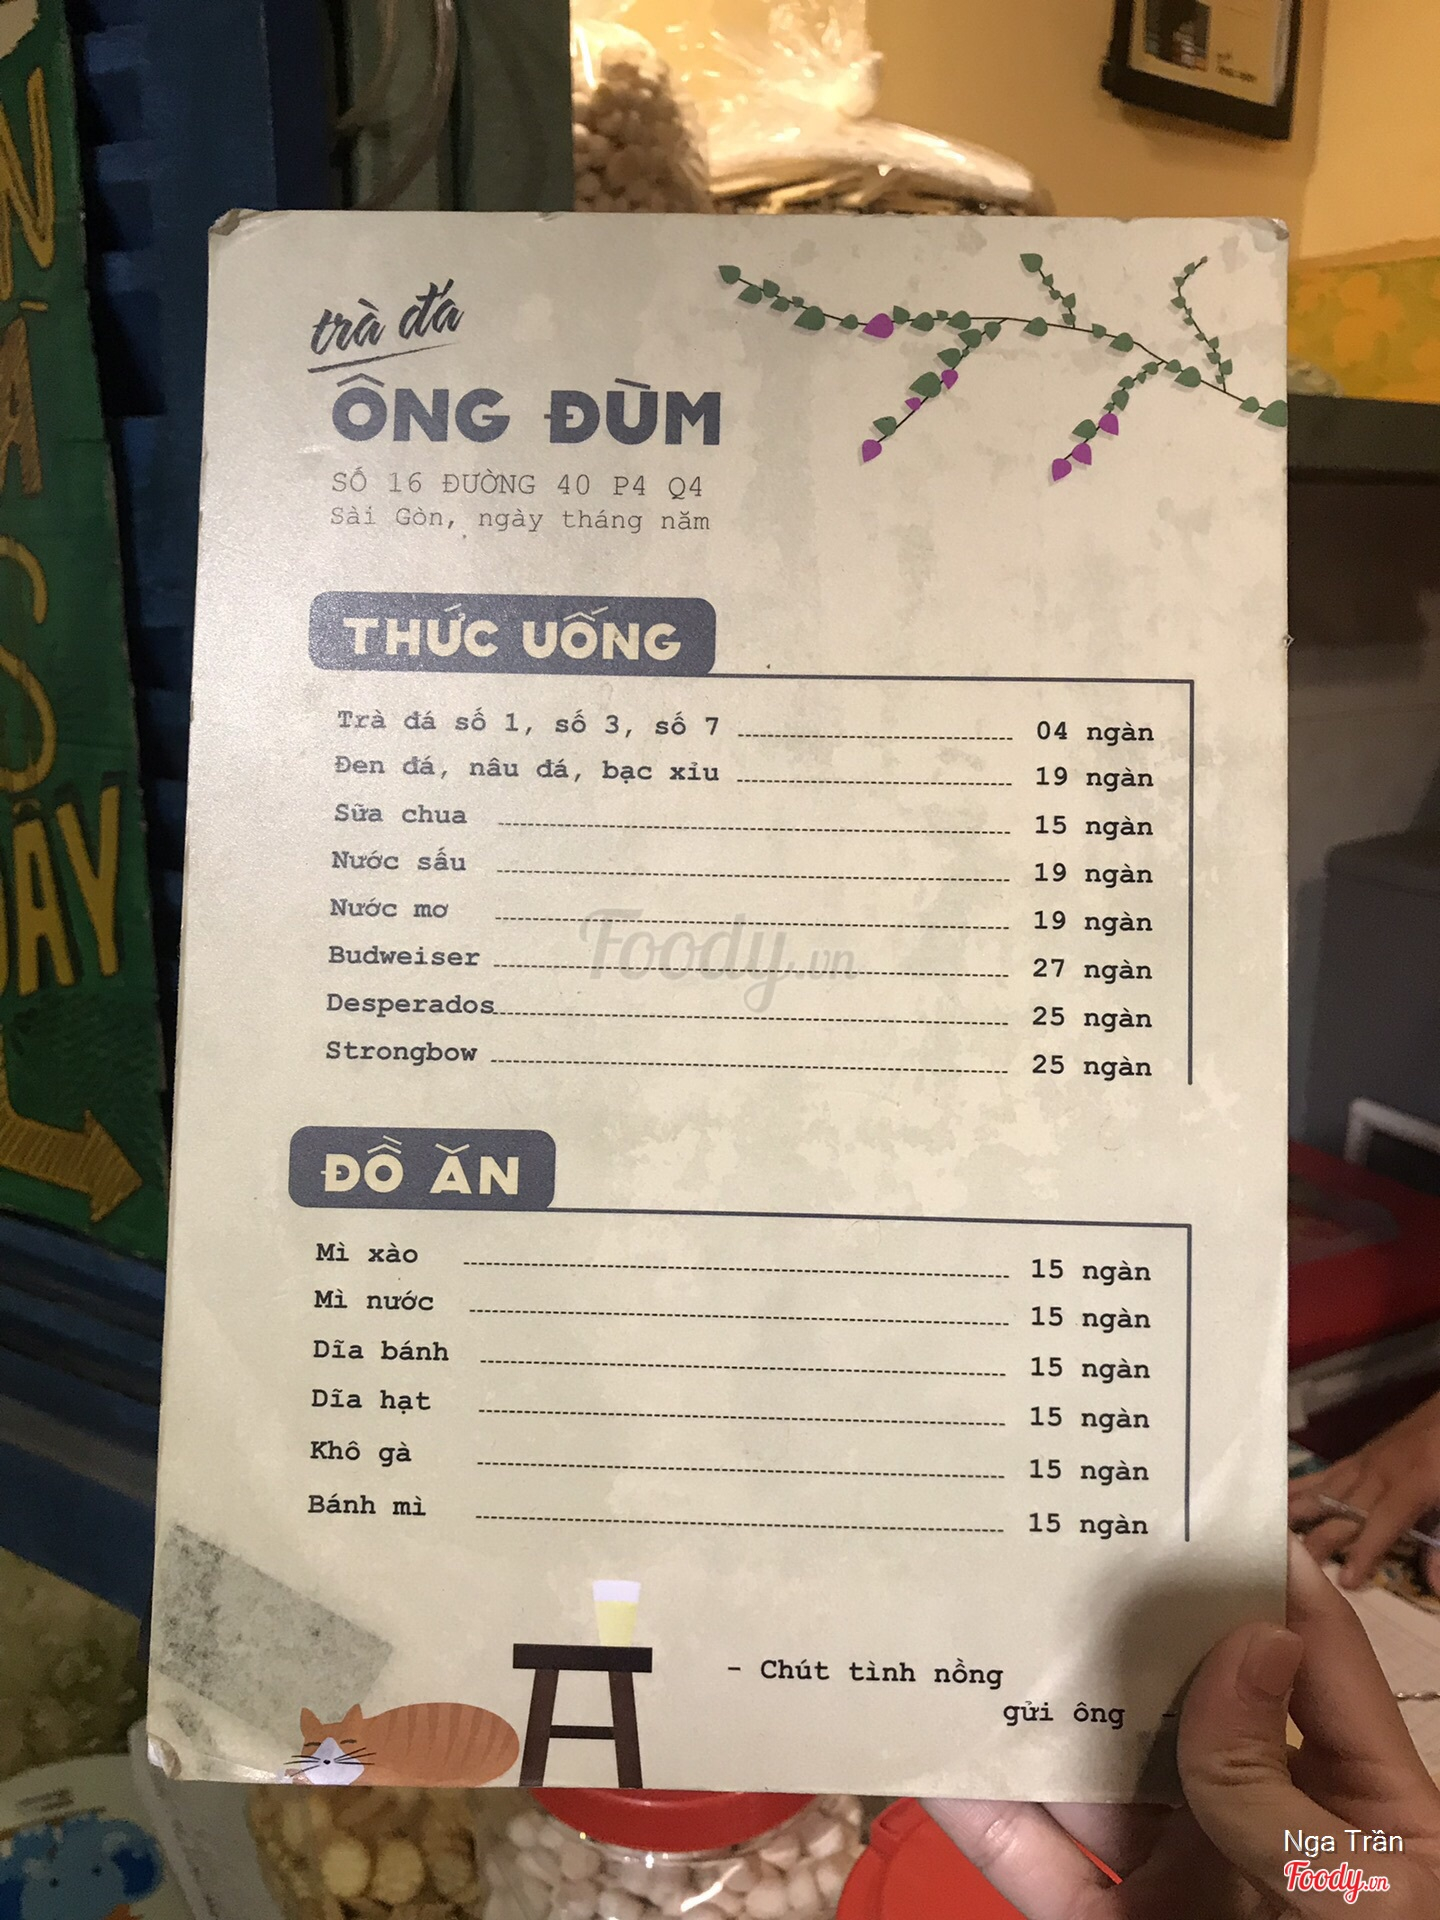 trà đá
ÔNG ĐÙM
SỐ 16 ĐƯỜNG 40 P4 Q4
Sài Gòn, ngày tháng năm
THỨC UỐNG
Trà đá số 1, số 3, số 7 04 ngàn
Đen đá, nâu đá, bạc xỉu 19 ngàn
Sữa chua 15 ngàn
Nước sấu 19 ngàn
Nước mơ 19 ngàn
Budweiser 27 ngàn
Desperados 25 ngàn
Strongbow 25 ngàn
Foody.vn
ĐỒ ĂN
Mì xào 15 ngàn
Mì nước 15 ngàn
Dĩa bánh 15 ngàn
Dĩa hạt 15 ngàn
Khô gà 15 ngàn
Bánh mì 15 ngàn
- Chút tình nồng
gửi ông -
Nga Trần
Foody.vn